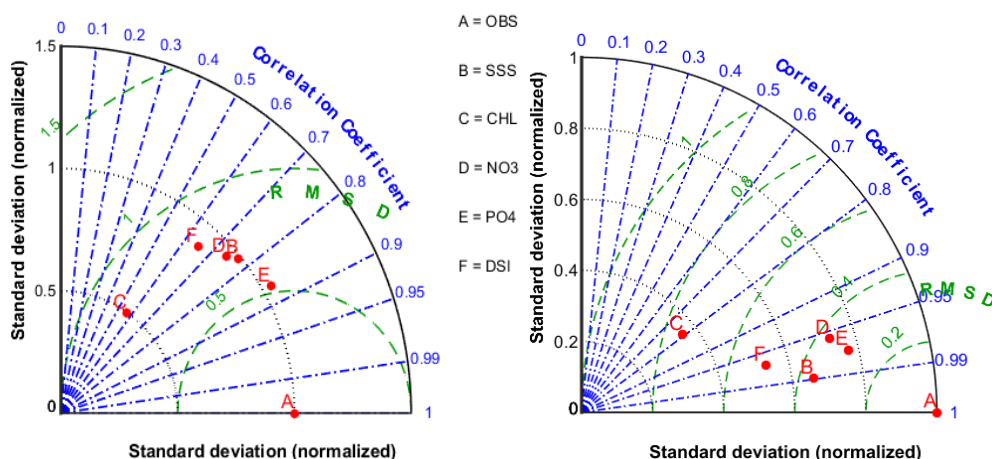 0
0.1
0.2
0.3
0.4
0.5
0.6
0.7
0.8
0.9
0.95
0.99
1
Correlation Coefficient
1.5
1
0.5
0
Standard deviation (normalized)
Standard deviation (normalized)
1.5
1
0.5
R M S D
A
B
C
D
E
F
A = OBS
B = SSS
C = CHL
D = NO3
E = PO4
F = DSI
0
0.1
0.2
0.3
0.4
0.5
0.6
0.7
0.8
0.9
0.95
0.99
1
Correlation Coefficient
1
0.8
0.6
0.4
0.2
0
Standard deviation (normalized)
Standard deviation (normalized)
1
0.8
0.6
0.4
0.2
R M S D
A
B
C
D
E
F